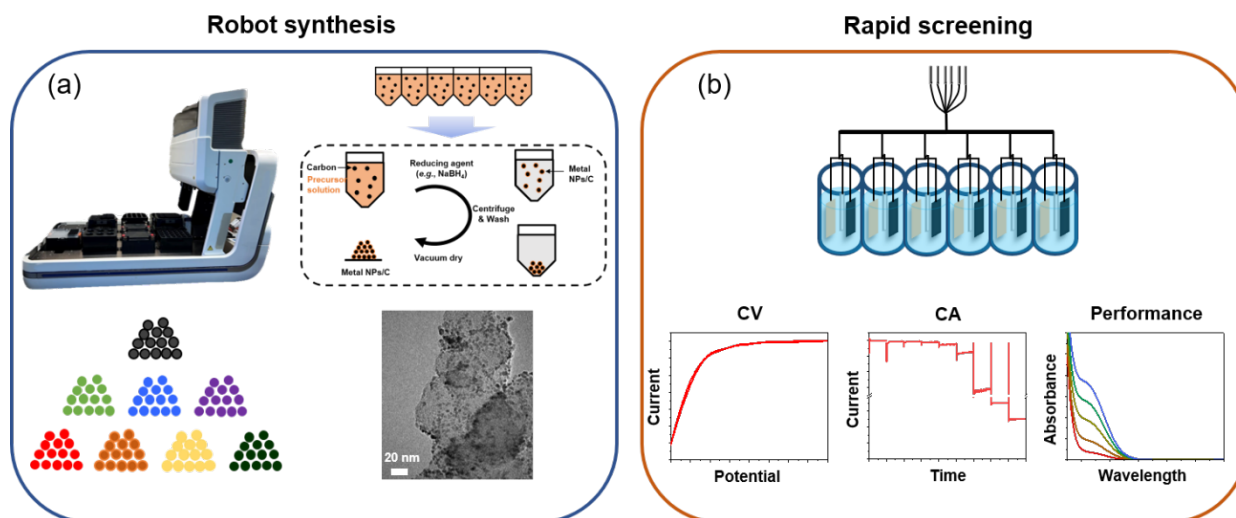 Robot synthesis
Rapid screening
(a)
Carbon
Precursor
solution
Reducing agent
(e.g., NaBH4)
Metal
NPs/C
Centrifuge
& Wash
Vacuum dry
Metal NPs/C
20 nm
(b)
CV
CA
Performance
Current
Potential
Current
Time
Absorbance
Wavelength